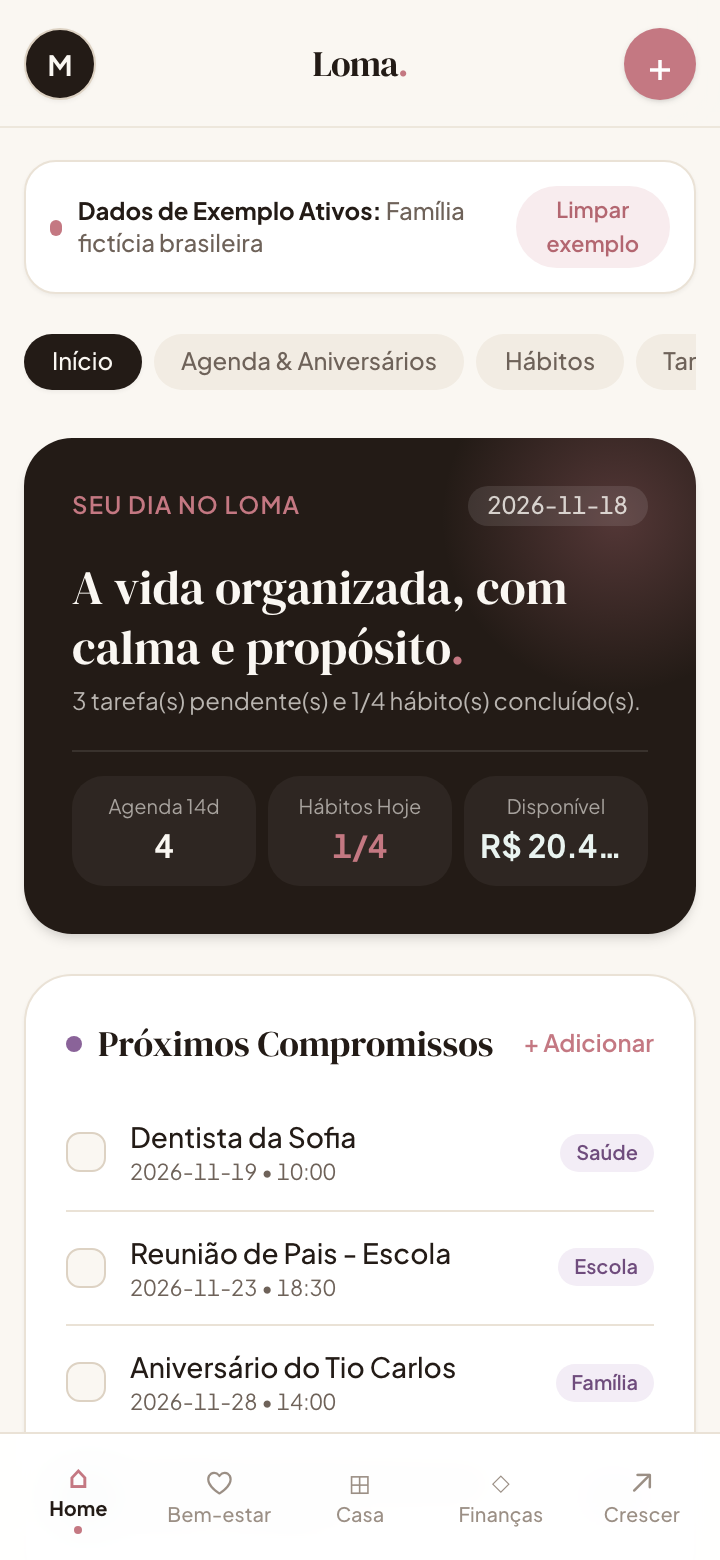 M
Loma.
+
Dados de Exemplo Ativos: Família
fictícia brasileira
Limpar
exemplo
Início
Agenda & Aniversários
Hábitos
Tar
SEU DIA NO LOMA
2026-11-18
A vida organizada, com
calma e propósito.
3 tarefa(s) pendente(s) e 1/4 hábito(s) concluído(s).
Agenda 14d
4
Hábitos Hoje
1/4
Disponível
R$ 20.4…
Próximos Compromissos
+ Adicionar
Dentista da Sofia
2026-11-19 • 10:00
Saúde
Reunião de Pais - Escola
2026-11-23 • 18:30
Escola
Aniversário do Tio Carlos
2026-11-28 • 14:00
Família
Home
Bem-estar
Casa
Finanças
Crescer